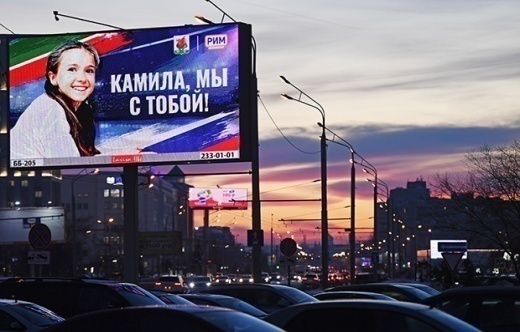 РИМ
КАМИЛА, МЫ
С ТОБОЙ!
ББ-205
233-01-01